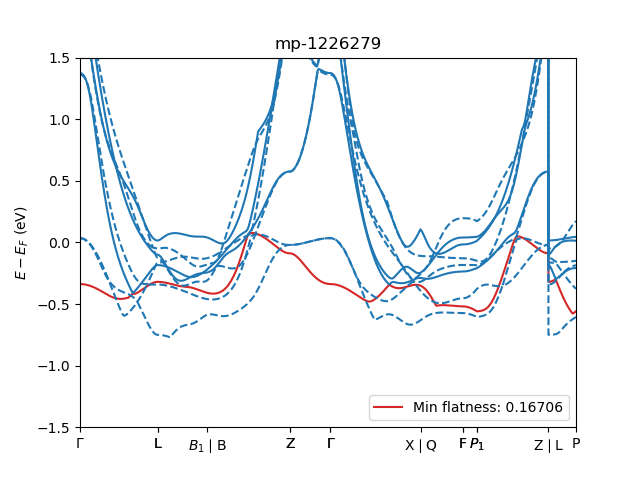 mp-1226279
1.5
1.0
0.5
0.0
−0.5
−1.0
−1.5
E − E_F (eV)
Min flatness: 0.16706
Γ L B₁ | B Z Γ X | Q F P₁ Z | L P